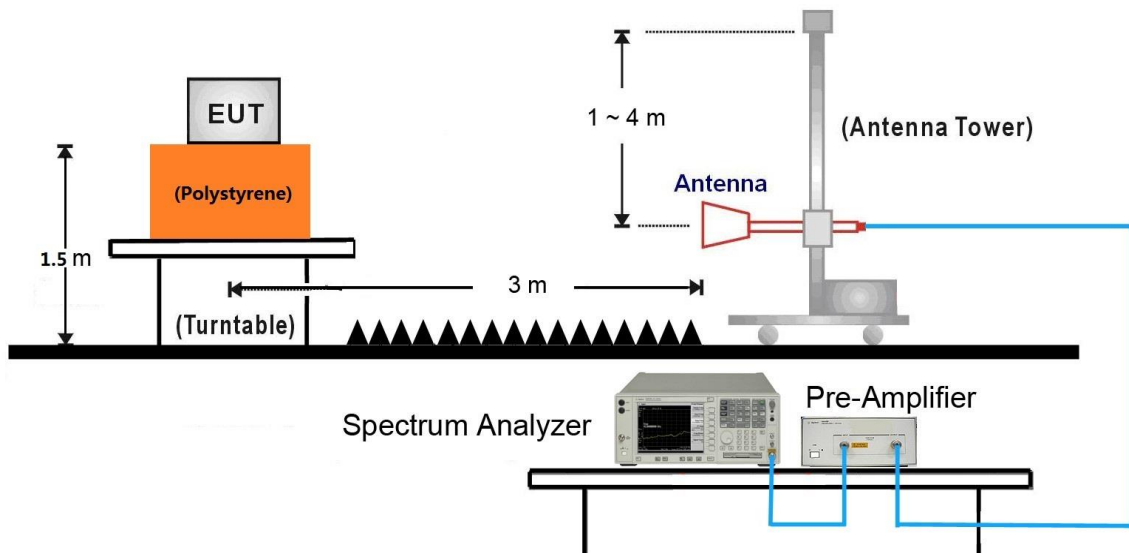 EUT
(Polystyrene)
1.5 m
(Turntable)
3 m
1 ~ 4 m
Antenna
(Antenna Tower)
Spectrum Analyzer
Pre-Amplifier